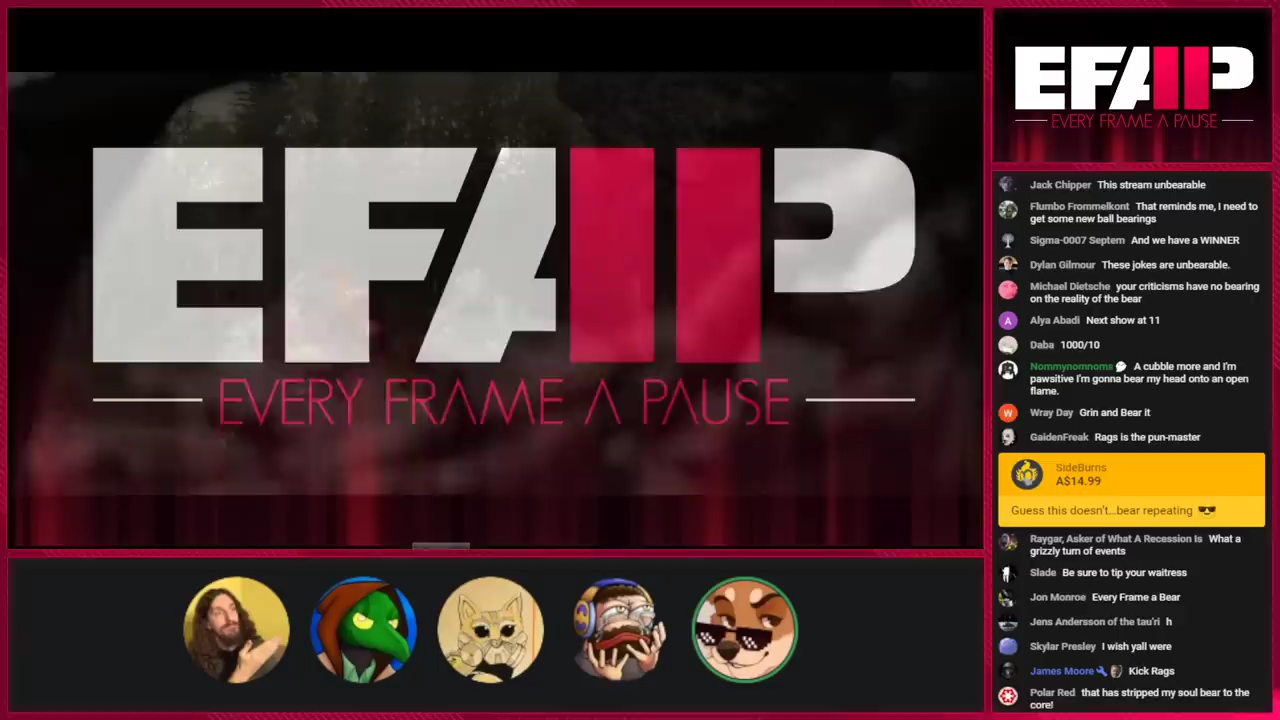 EFAP
EVERY FRAME A PAUSE
EFAP
EVERY FRAME A PAUSE
Jack Chipper This stream unbearable
Flumbo Frommelkont That reminds me, I need to
get some new ball bearings
Sigma-0007 Septem And we have a WINNER
Dylan Gilmour These jokes are unbearable.
Michael Dietsche your criticisms have no bearing
on the reality of the bear
A Alya Abadi Next show at 11
Daba 1000/10
Nommynomnoms A cubble more and I'm
pawsitive I'm gonna bear my head onto an open
flame.
W Wray Day Grin and Bear it
GaidenFreak Rags is the pun-master
SideBurns
A$14.99
Guess this doesn't...bear repeating 😎
Raygar, Asker of What A Recession Is What a
grizzly turn of events
Slade Be sure to tip your waitress
Jon Monroe Every Frame a Bear
Jens Andersson of the tau'ri h
Skylar Presley I wish yall were
James Moore Kick Rags
Polar Red that has stripped my soul bear to the
core!